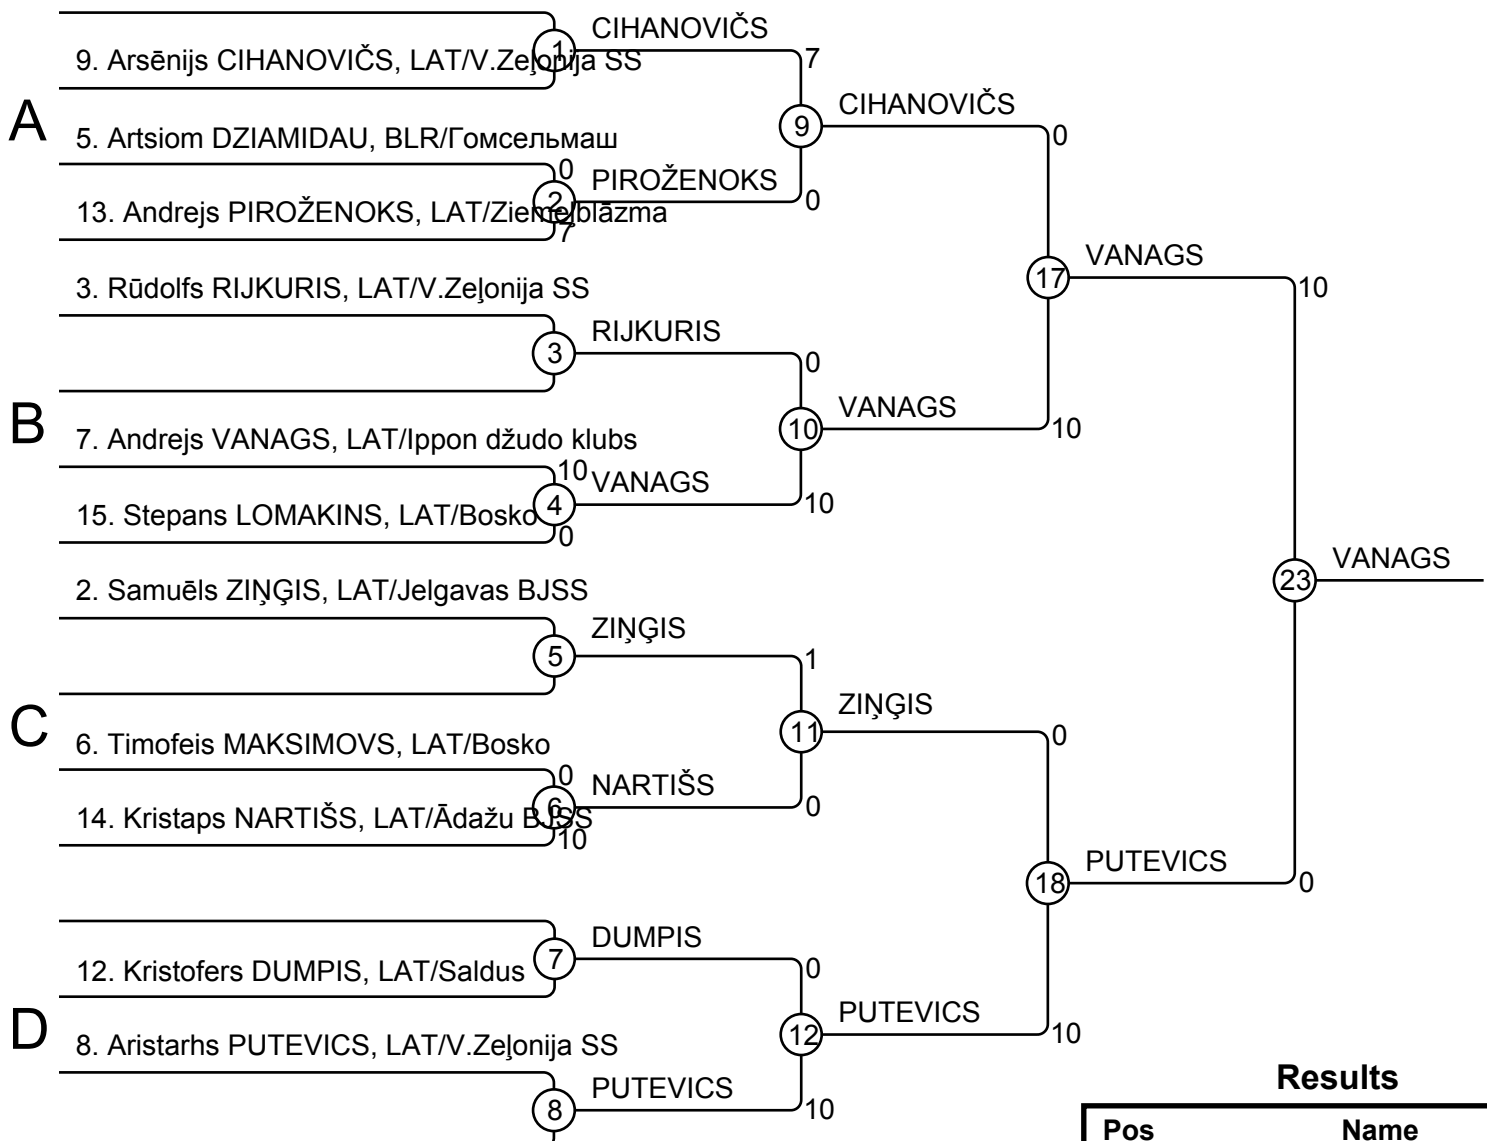 CIHANOVIČS
9. Arsēnijs CIHANOVIČS, LAT/V.Zeļonija SS
1
7
A
CIHANOVIČS
9
5. Artsiom DZIAMIDAU, BLR/Гомсельмаш
0
0
PIROŽENOKS
2
0
13. Andrejs PIROŽENOKS, LAT/Ziemeļblāzma
7
VANAGS
17
10
3. Rūdolfs RIJKURIS, LAT/V.Zeļonija SS
RIJKURIS
3
0
B
VANAGS
10
10
7. Andrejs VANAGS, LAT/Ippon džudo klubs
10
VANAGS
4
10
15. Stepans LOMAKINS, LAT/Bosko
0
VANAGS
23
2. Samuēls ZIŅĢIS, LAT/Jelgavas BJSS
ZIŅĢIS
5
1
C
ZIŅĢIS
11
0
6. Timofeis MAKSIMOVS, LAT/Bosko
0
NARTIŠS
6
0
14. Kristaps NARTIŠS, LAT/Ādažu BJSS
10
PUTEVICS
18
0
DUMPIS
7
0
12. Kristofers DUMPIS, LAT/Saldus
D
PUTEVICS
12
10
8. Aristarhs PUTEVICS, LAT/V.Zeļonija SS
PUTEVICS
8
10
Results
Pos Name